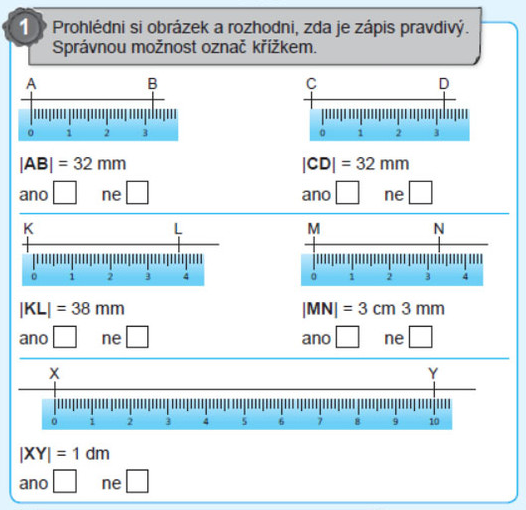 1 Prohlédni si obrázek a rozhodni, zda je zápis pravdivý.
Správnou možnost označ křížkem.
A B
0 1 2 3
|AB| = 32 mm
ano ne
C D
0 1 2 3
|CD| = 32 mm
ano ne
K L
0 1 2 3 4
|KL| = 38 mm
ano ne
M N
0 1 2 3 4
|MN| = 3 cm 3 mm
ano ne
X Y
0 1 2 3 4 5 6 7 8 9 10
|XY| = 1 dm
ano ne